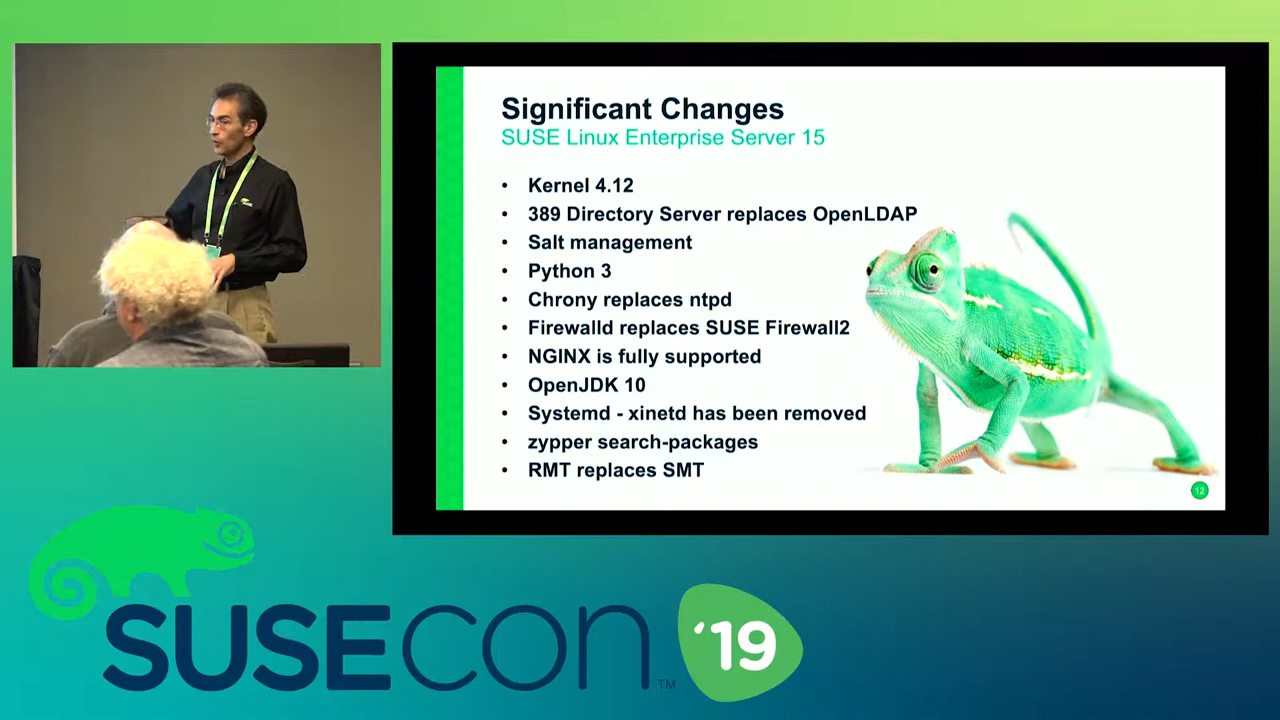 Significant Changes
SUSE Linux Enterprise Server 15
• Kernel 4.12
• 389 Directory Server replaces OpenLDAP
• Salt management
• Python 3
• Chrony replaces ntpd
• Firewalld replaces SUSE Firewall2
• NGINX is fully supported
• OpenJDK 10
• Systemd - xinetd has been removed
• zypper search-packages
• RMT replaces SMT
12
SUSECON TM '19